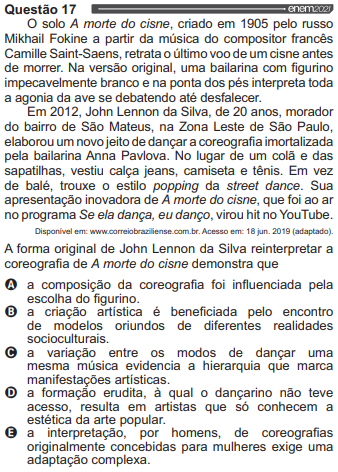 Questão 17 enem2021
O solo A morte do cisne, criado em 1905 pelo russo
Mikhail Fokine a partir da música do compositor francês
Camille Saint-Saens, retrata o último voo de um cisne antes
de morrer. Na versão original, uma bailarina com figurino
impecavelmente branco e na ponta dos pés interpreta toda
a agonia da ave se debatendo até desfalecer.
Em 2012, John Lennon da Silva, de 20 anos, morador
do bairro de São Mateus, na Zona Leste de São Paulo,
elaborou um novo jeito de dançar a coreografia imortalizada
pela bailarina Anna Pavlova. No lugar de um colã e das
sapatilhas, vestiu calça jeans, camiseta e tênis. Em vez
de balé, trouxe o estilo popping da street dance. Sua
apresentação inovadora de A morte do cisne, que foi ao ar
no programa Se ela dança, eu danço, virou hit no YouTube.
Disponível em: www.correiobraziliense.com.br. Acesso em: 18 jun. 2019 (adaptado).
A forma original de John Lennon da Silva reinterpretar a
coreografia de A morte do cisne demonstra que
A a composição da coreografia foi influenciada pela
escolha do figurino.
B a criação artística é beneficiada pelo encontro
de modelos oriundos de diferentes realidades
socioculturais.
C a variação entre os modos de dançar uma
mesma música evidencia a hierarquia que marca
manifestações artísticas.
D a formação erudita, à qual o dançarino não teve
acesso, resulta em artistas que só conhecem a
estética da arte popular.
E a interpretação, por homens, de coreografias
originalmente concebidas para mulheres exige uma
adaptação complexa.